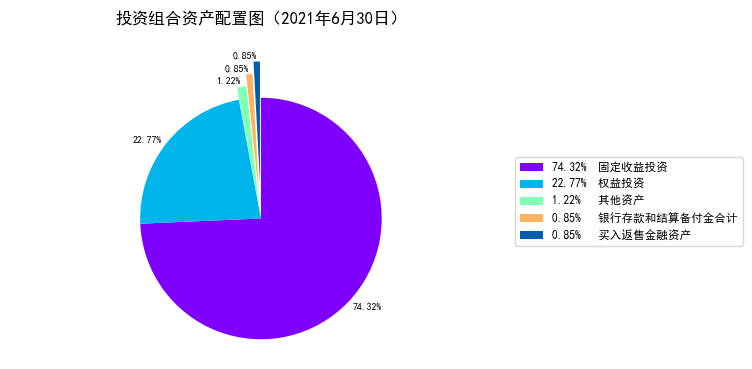 投资组合资产配置图（2021年6月30日）
0.85%
0.85%
1.22%
22.77%
74.32%
74.32% 固定收益投资
22.77% 权益投资
1.22% 其他资产
0.85% 银行存款和结算备付金合计
0.85% 买入返售金融资产